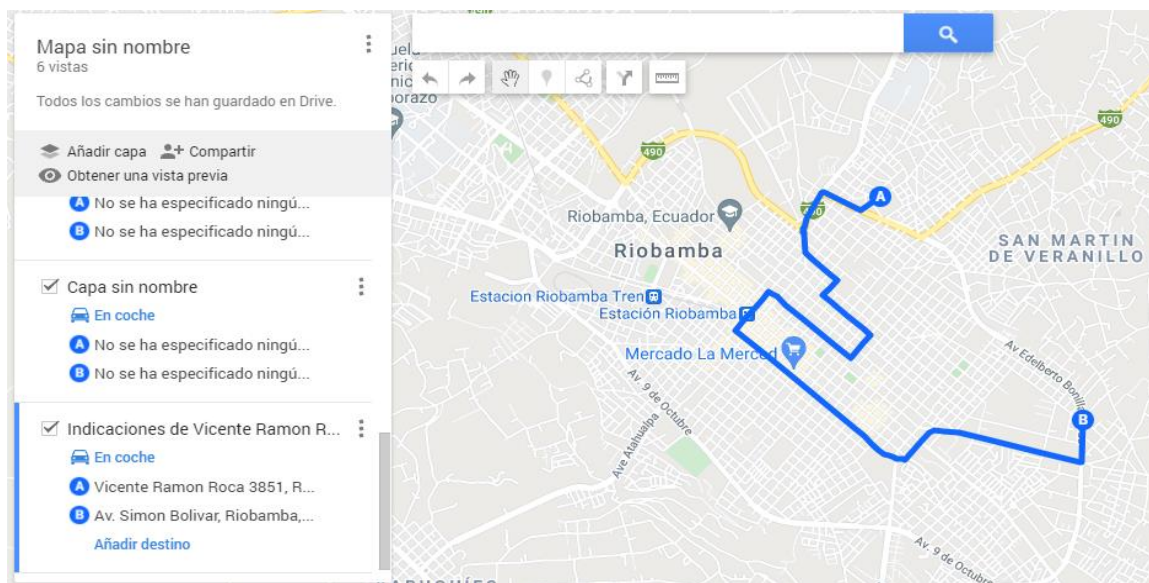 Mapa sin nombre
6 vistas
Todos los cambios se han guardado en Drive.
Añadir capa
Compartir
Obtener una vista previa
A No se ha especificado ningú...
B No se ha especificado ningú...
Capa sin nombre
En coche
A No se ha especificado ningú...
B No se ha especificado ningú...
Indicaciones de Vicente Ramon R...
En coche
A Vicente Ramon Roca 3851, R...
B Av. Simon Bolivar, Riobamba,...
Añadir destino
490
490
490
A
Riobamba, Ecuador
Riobamba
SAN MARTIN
DE VERANILLO
Estacion Riobamba Tren
Estación Riobamba
Mercado La Merced
Av Edelberto Bonilla
Av. 9 de Octubre
Ave Atahualpa
B
Av. 9 de Octubre